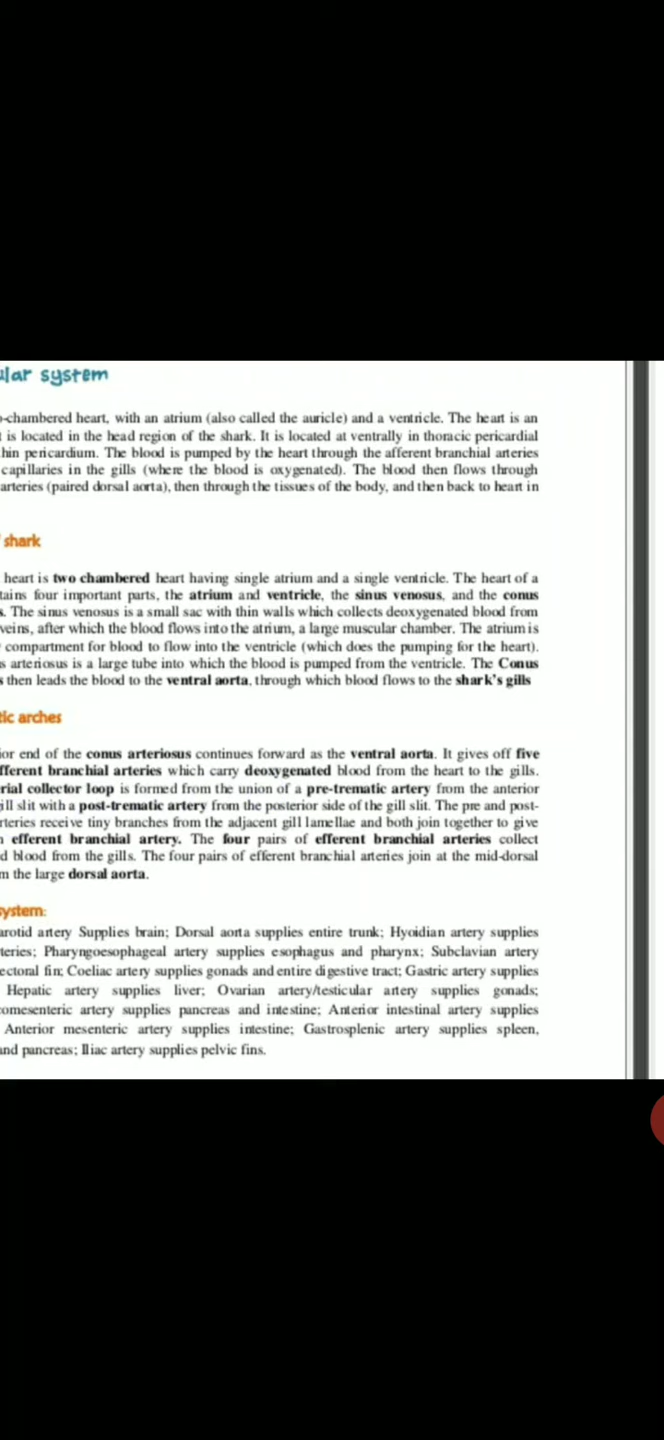 ular system
-chambered heart, with an atrium (also called the auricle) and a ventricle. The heart is an
is located in the head region of the shark. It is located at ventrally in thoracic pericardial
hin pericardium. The blood is pumped by the heart through the afferent branchial arteries
capillaries in the gills (where the blood is oxygenated). The blood then flows through
arteries (paired dorsal aorta), then through the tissues of the body, and then back to heart in
shark
heart is two chambered heart having single atrium and a single ventricle. The heart of a
tains four important parts, the atrium and ventricle, the sinus venosus, and the conus
s. The sinus venosus is a small sac with thin walls which collects deoxygenated blood from
veins, after which the blood flows into the atrium, a large muscular chamber. The atrium is
compartment for blood to flow into the ventricle (which does the pumping for the heart).
s arteriosus is a large tube into which the blood is pumped from the ventricle. The Conus
s then leads the blood to the ventral aorta, through which blood flows to the shark's gills
tic arches
ior end of the conus arteriosus continues forward as the ventral aorta. It gives off five
fferent branchial arteries which carry deoxygenated blood from the heart to the gills.
rial collector loop is formed from the union of a pre-trematic artery from the anterior
ill slit with a post-trematic artery from the posterior side of the gill slit. The pre and post-
rteries receive tiny branches from the adjacent gill lamellae and both join together to give
n efferent branchial artery. The four pairs of efferent branchial arteries collect
d blood from the gills. The four pairs of efferent branchial arteries join at the mid-dorsal
m the large dorsal aorta.
ystem:
arotid artery Supplies brain; Dorsal aorta supplies entire trunk; Hyoidian artery supplies
teries; Pharyngoesophageal artery supplies esophagus and pharynx; Subclavian artery
ectoral fin; Coeliac artery supplies gonads and entire digestive tract; Gastric artery supplies
Hepatic artery supplies liver; Ovarian artery/testicular artery supplies gonads;
omesenteric artery supplies pancreas and intestine; Anterior intestinal artery supplies
Anterior mesenteric artery supplies intestine; Gastrosplenic artery supplies spleen,
and pancreas; Iliac artery supplies pelvic fins.